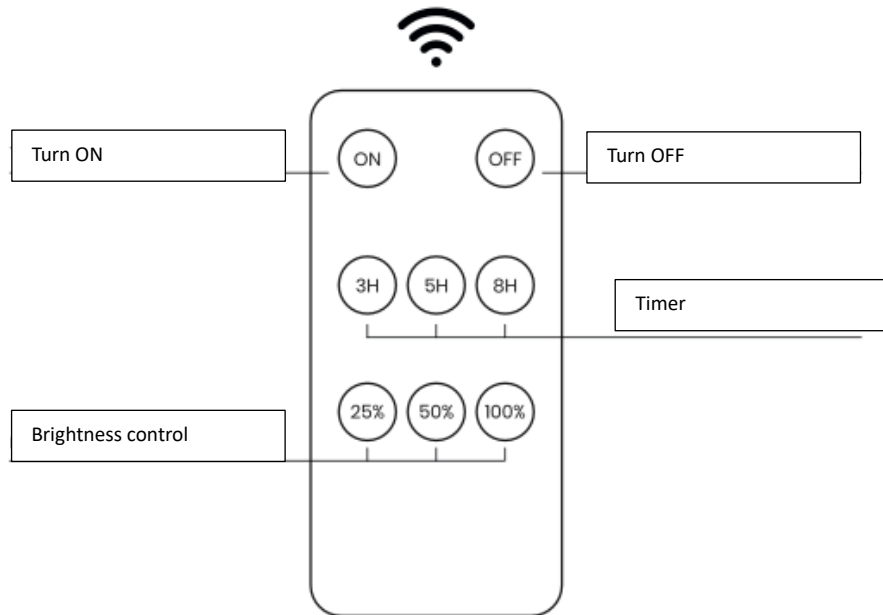 Turn ON
ON
OFF
Turn OFF
3H 5H 8H
Timer
25% 50% 100%
Brightness control